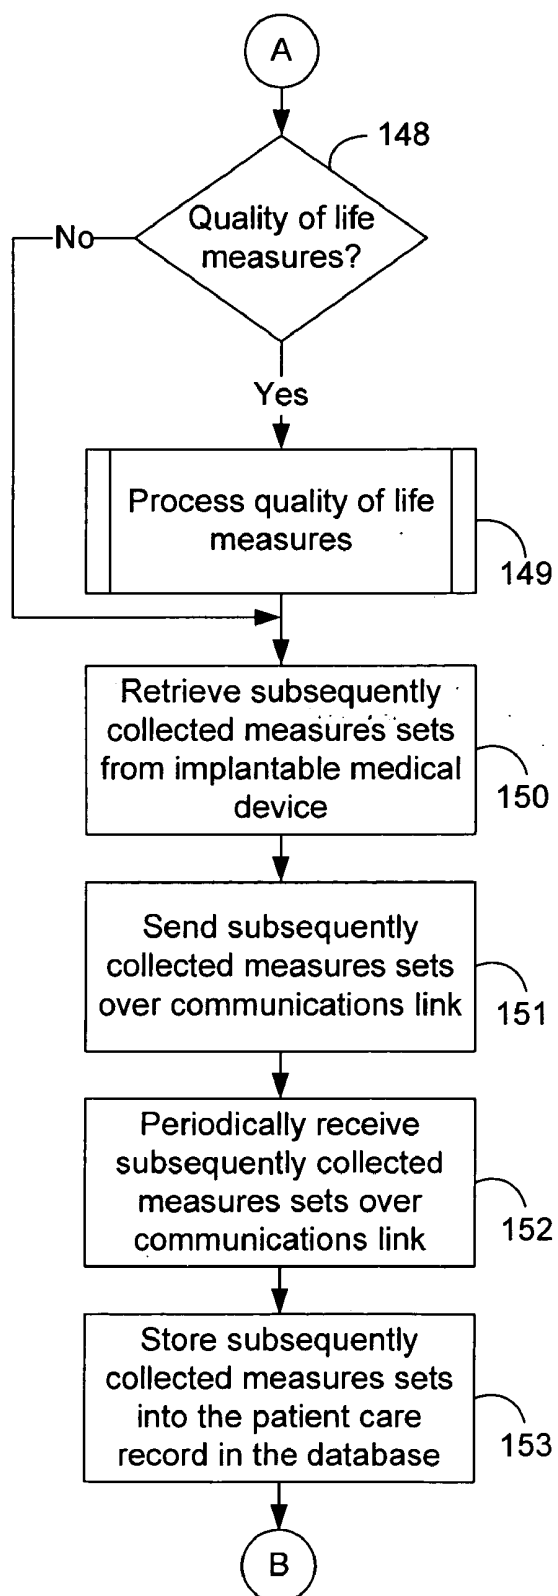 A
148
Quality of life
measures?
No
Yes
Process quality of life
measures
149
Retrieve subsequently
collected measures sets
from implantable medical
device
150
Send subsequently
collected measures sets
over communications link
151
Periodically receive
subsequently collected
measures sets over
communications link
152
Store subsequently
collected measures sets
into the patient care
record in the database
153
B